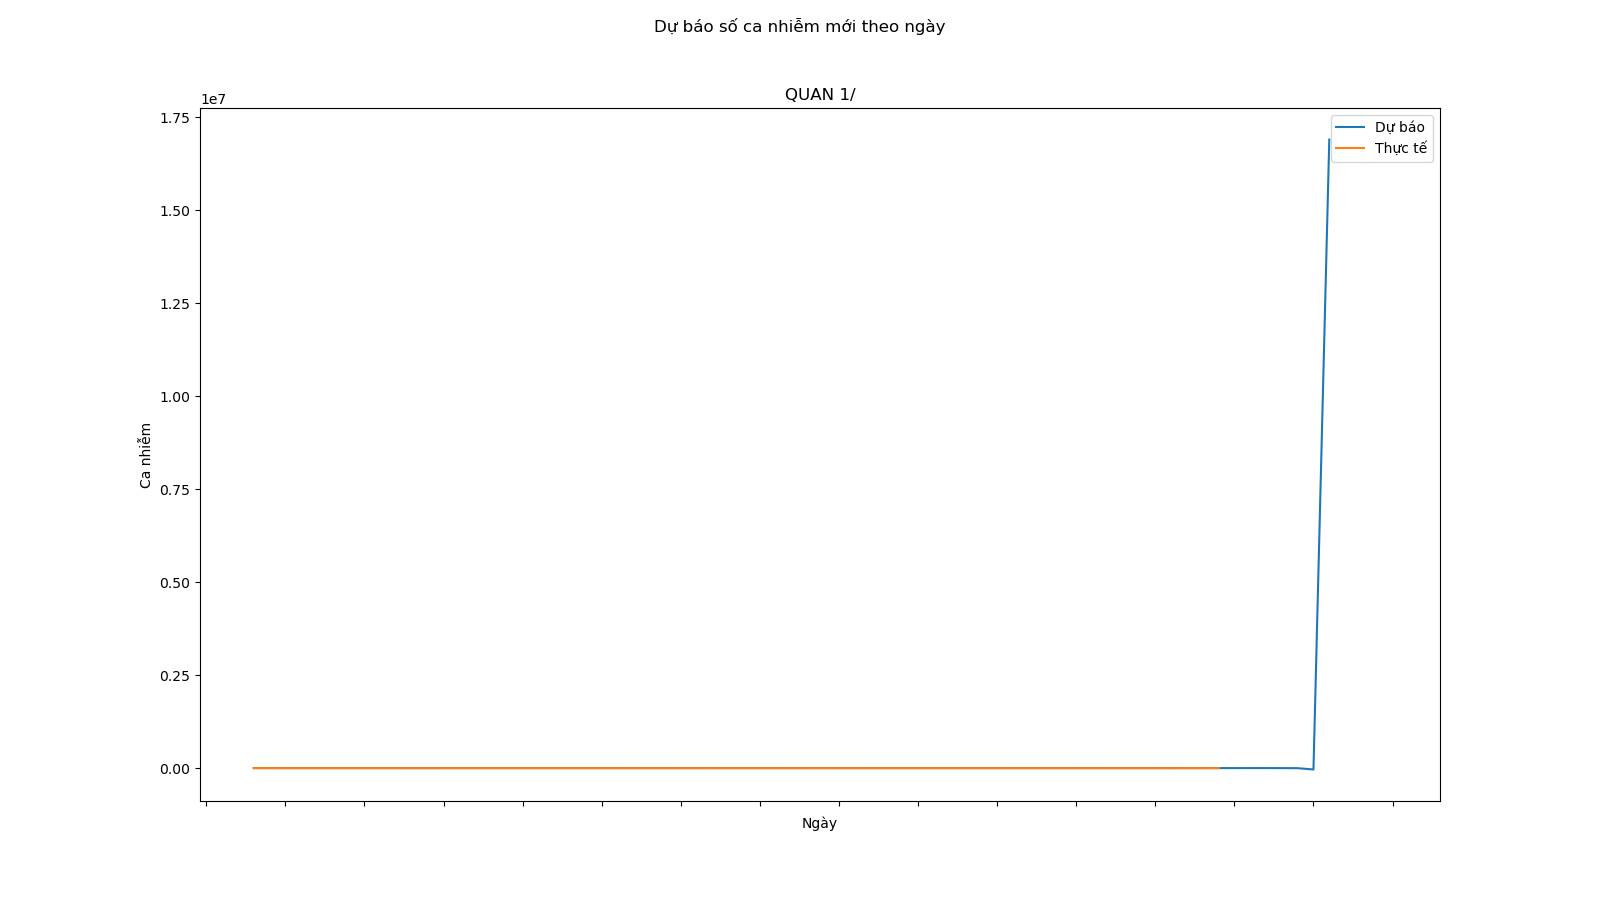 Dự báo số ca nhiễm mới theo ngày
QUAN 1/
1e7
1.75
1.50
1.25
1.00
0.75
0.50
0.25
0.00
Ca nhiễm
Ngày
Dự báo
Thực tế